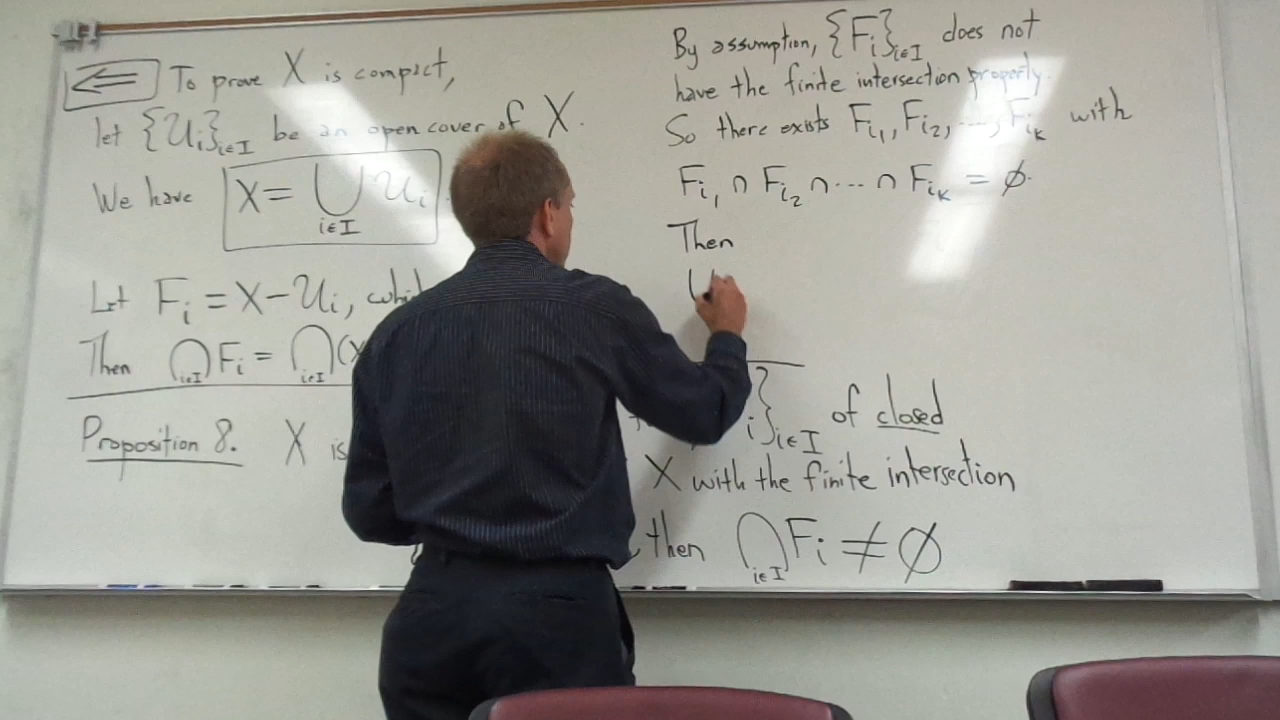 ⇐ To prove X is compact,
let {U_i}_{i∈I} be an open cover of X.
We have X = ⋃_{i∈I} U_i
Let F_i = X − U_i,
Then ⋂_{i∈I} F_i = ⋂_{i∈I} (X
Proposition 8. X is
By assumption, {F_i}_{i∈I} does not
have the finite intersection property.
So there exists F_{i_1}, F_{i_2}, ..., F_{i_K} with
F_{i_1} ∩ F_{i_2} ∩ ... ∩ F_{i_K} = ∅.
Then
U
i}_{i∈I} of closed
X with the finite intersection
, then ⋂_{i∈I} F_i ≠ ∅